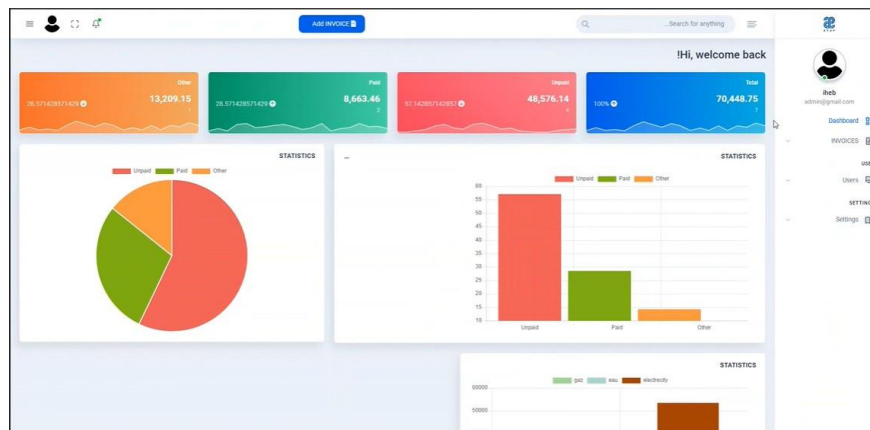 Add INVOICE
Search for anything...
!Hi, welcome back
Other
13,209.15
28.571428571429
1
Paid
8,663.46
28.571428571429
2
Unpaid
48,576.14
57.142857142857
4
Total
70,448.75
100%
7
iheb
admin@gmail.com
Dashboard
INVOICES
Users
Settings
STATISTICS
Unpaid Paid Other
...
STATISTICS
Unpaid Paid Other
60
55
50
45
40
35
30
25
20
15
10
Unpaid Paid Other
STATISTICS
gaz eau electrecity
60000
50000